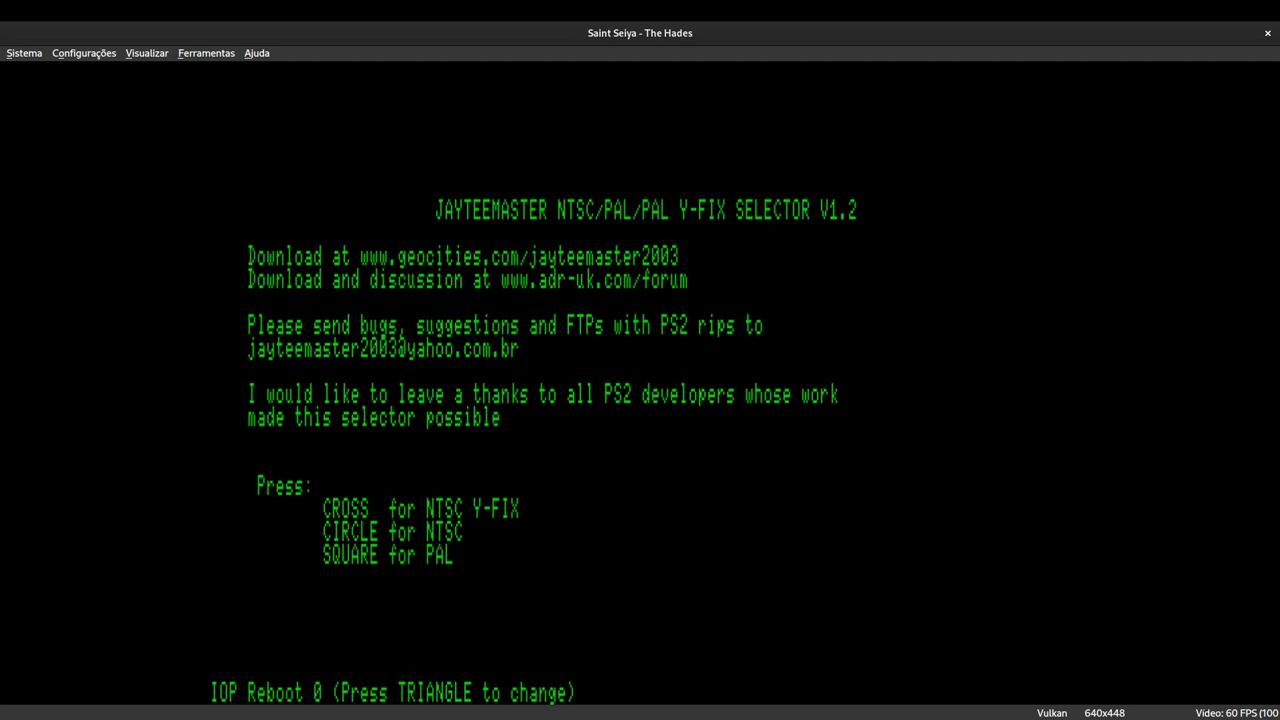 Saint Seiya - The Hades
×
Sistema Configurações Visualizar Ferramentas Ajuda
JAYTEEMASTER NTSC/PAL/PAL Y-FIX SELECTOR V1.2
Download at www.geocities.com/jayteemaster2003
Download and discussion at www.adr-uk.com/forum
Please send bugs, suggestions and FTPs with PS2 rips to
jayteemaster2003@yahoo.com.br
I would like to leave a thanks to all PS2 developers whose work
made this selector possible
Press:
CROSS for NTSC Y-FIX
CIRCLE for NTSC
SQUARE for PAL
IOP Reboot 0 (Press TRIANGLE to change)
Vulkan 640x448 Vídeo: 60 FPS (100